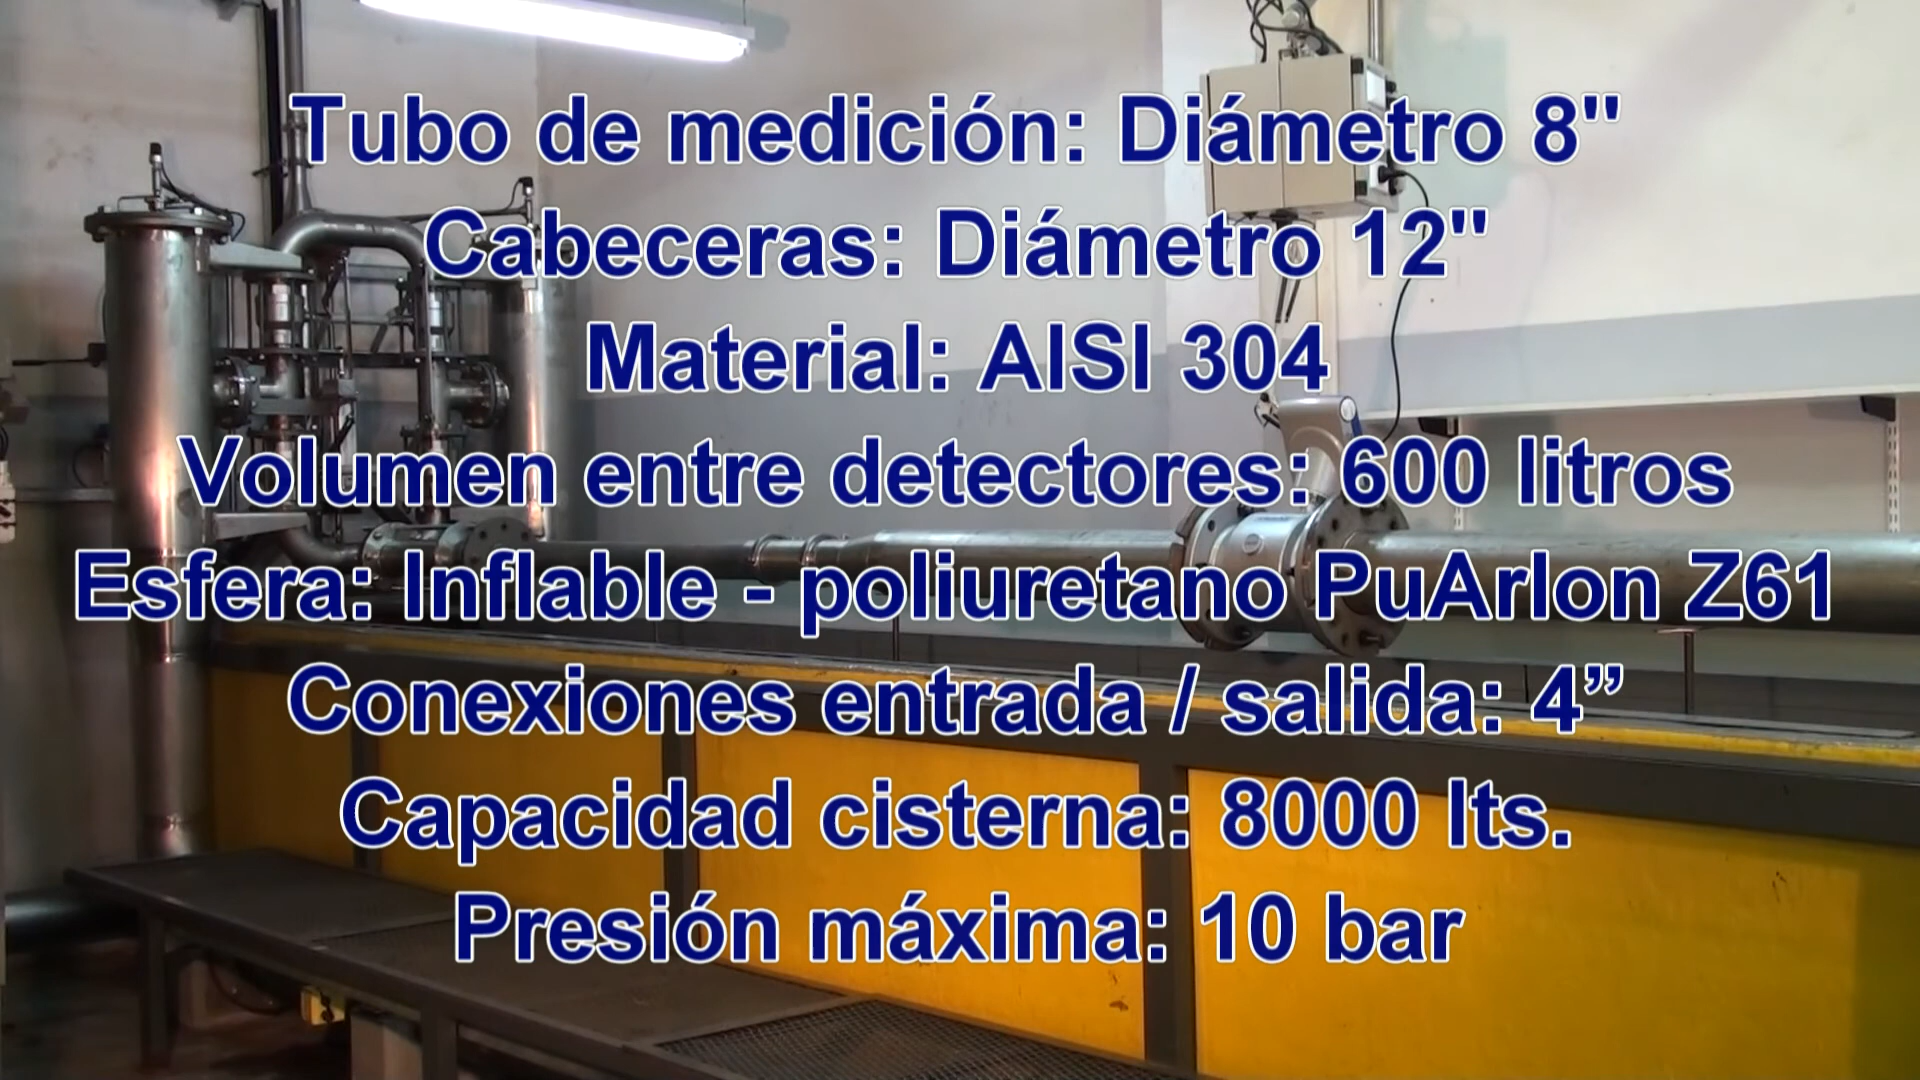 Tubo de medición: Diámetro 8"
Cabeceras: Diámetro 12"
Material: AISI 304
Volumen entre detectores: 600 litros
Esfera: Inflable - poliuretano PuArlon Z61
Conexiones entrada / salida: 4”
Capacidad cisterna: 8000 lts.
Presión máxima: 10 bar